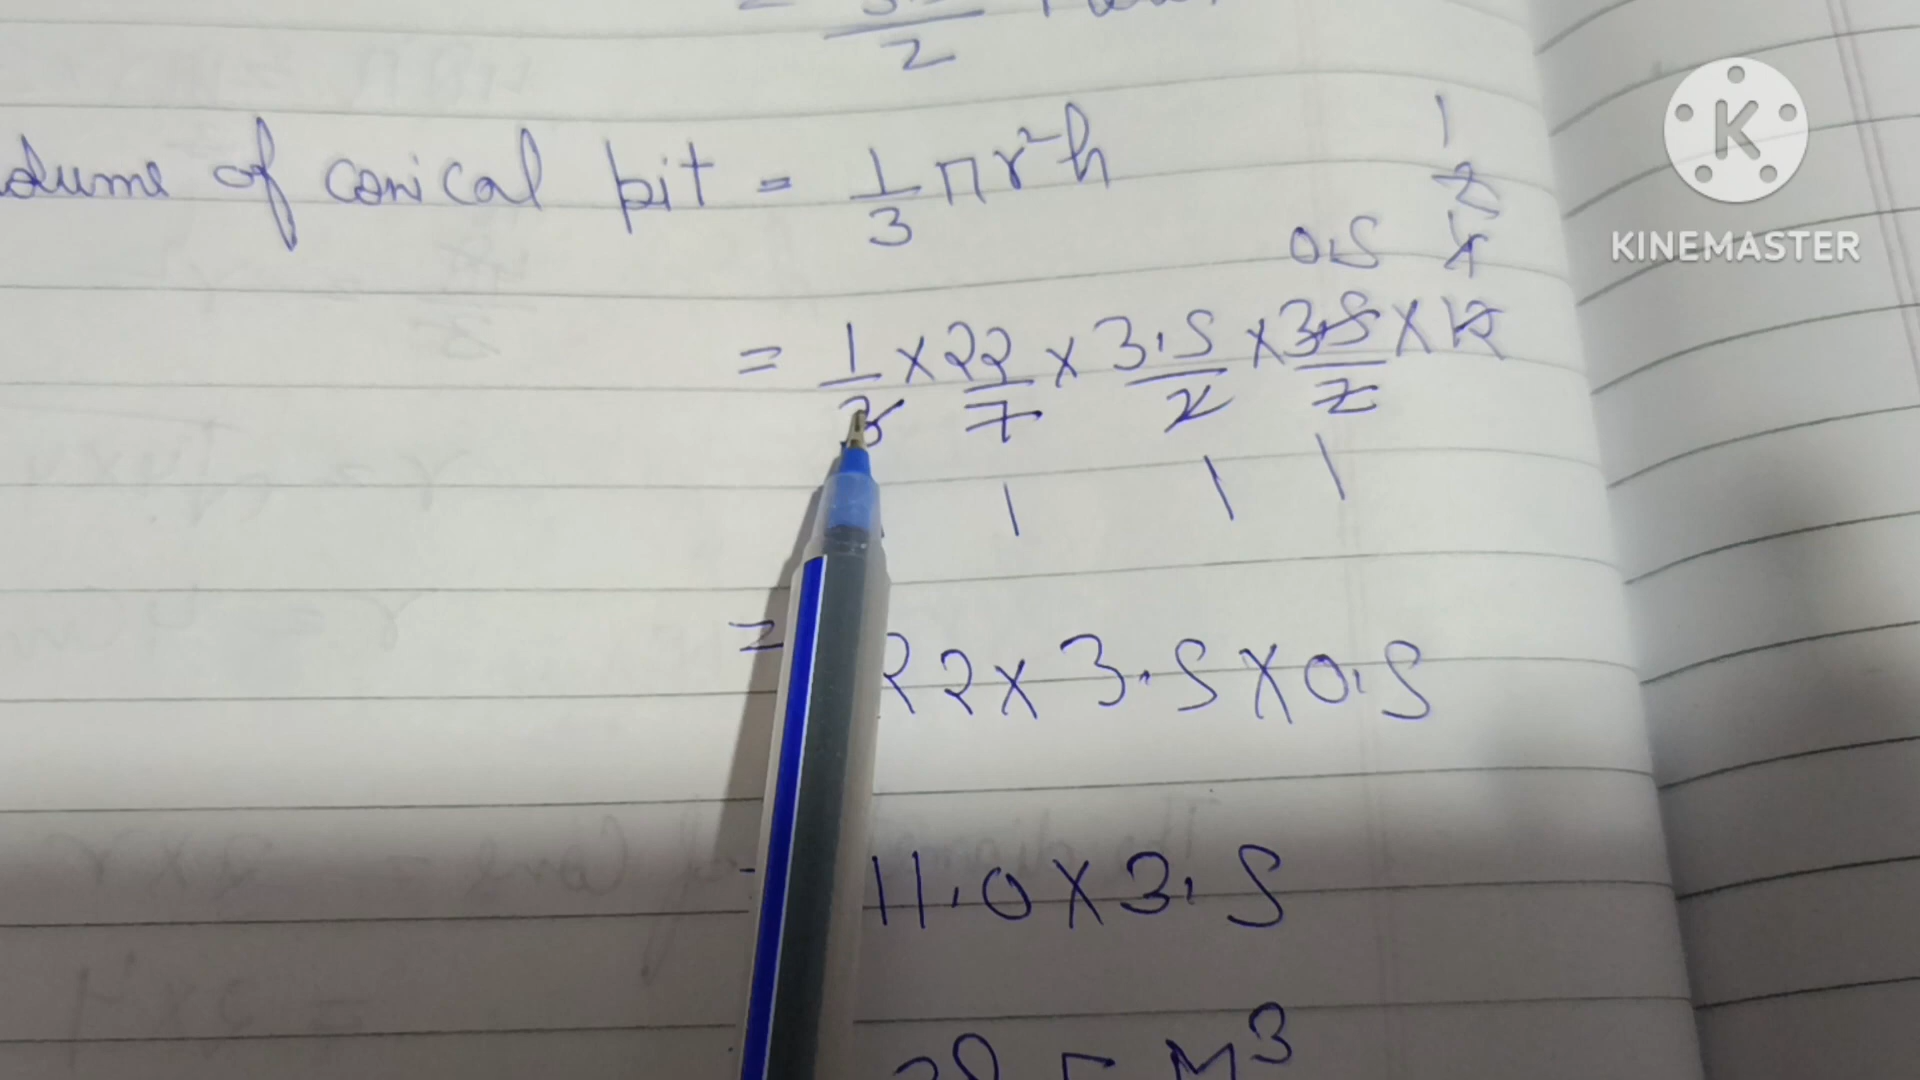 2
of conical pit = 1/3 πr²h
1
2
0.5 4
= 1/3 × 22/7 × 3.5/2 × 3.5/2 × 12
1 1 1
= 22 × 3.5 × 0.5
11.0 × 3.5
M³
K
KINEMASTER